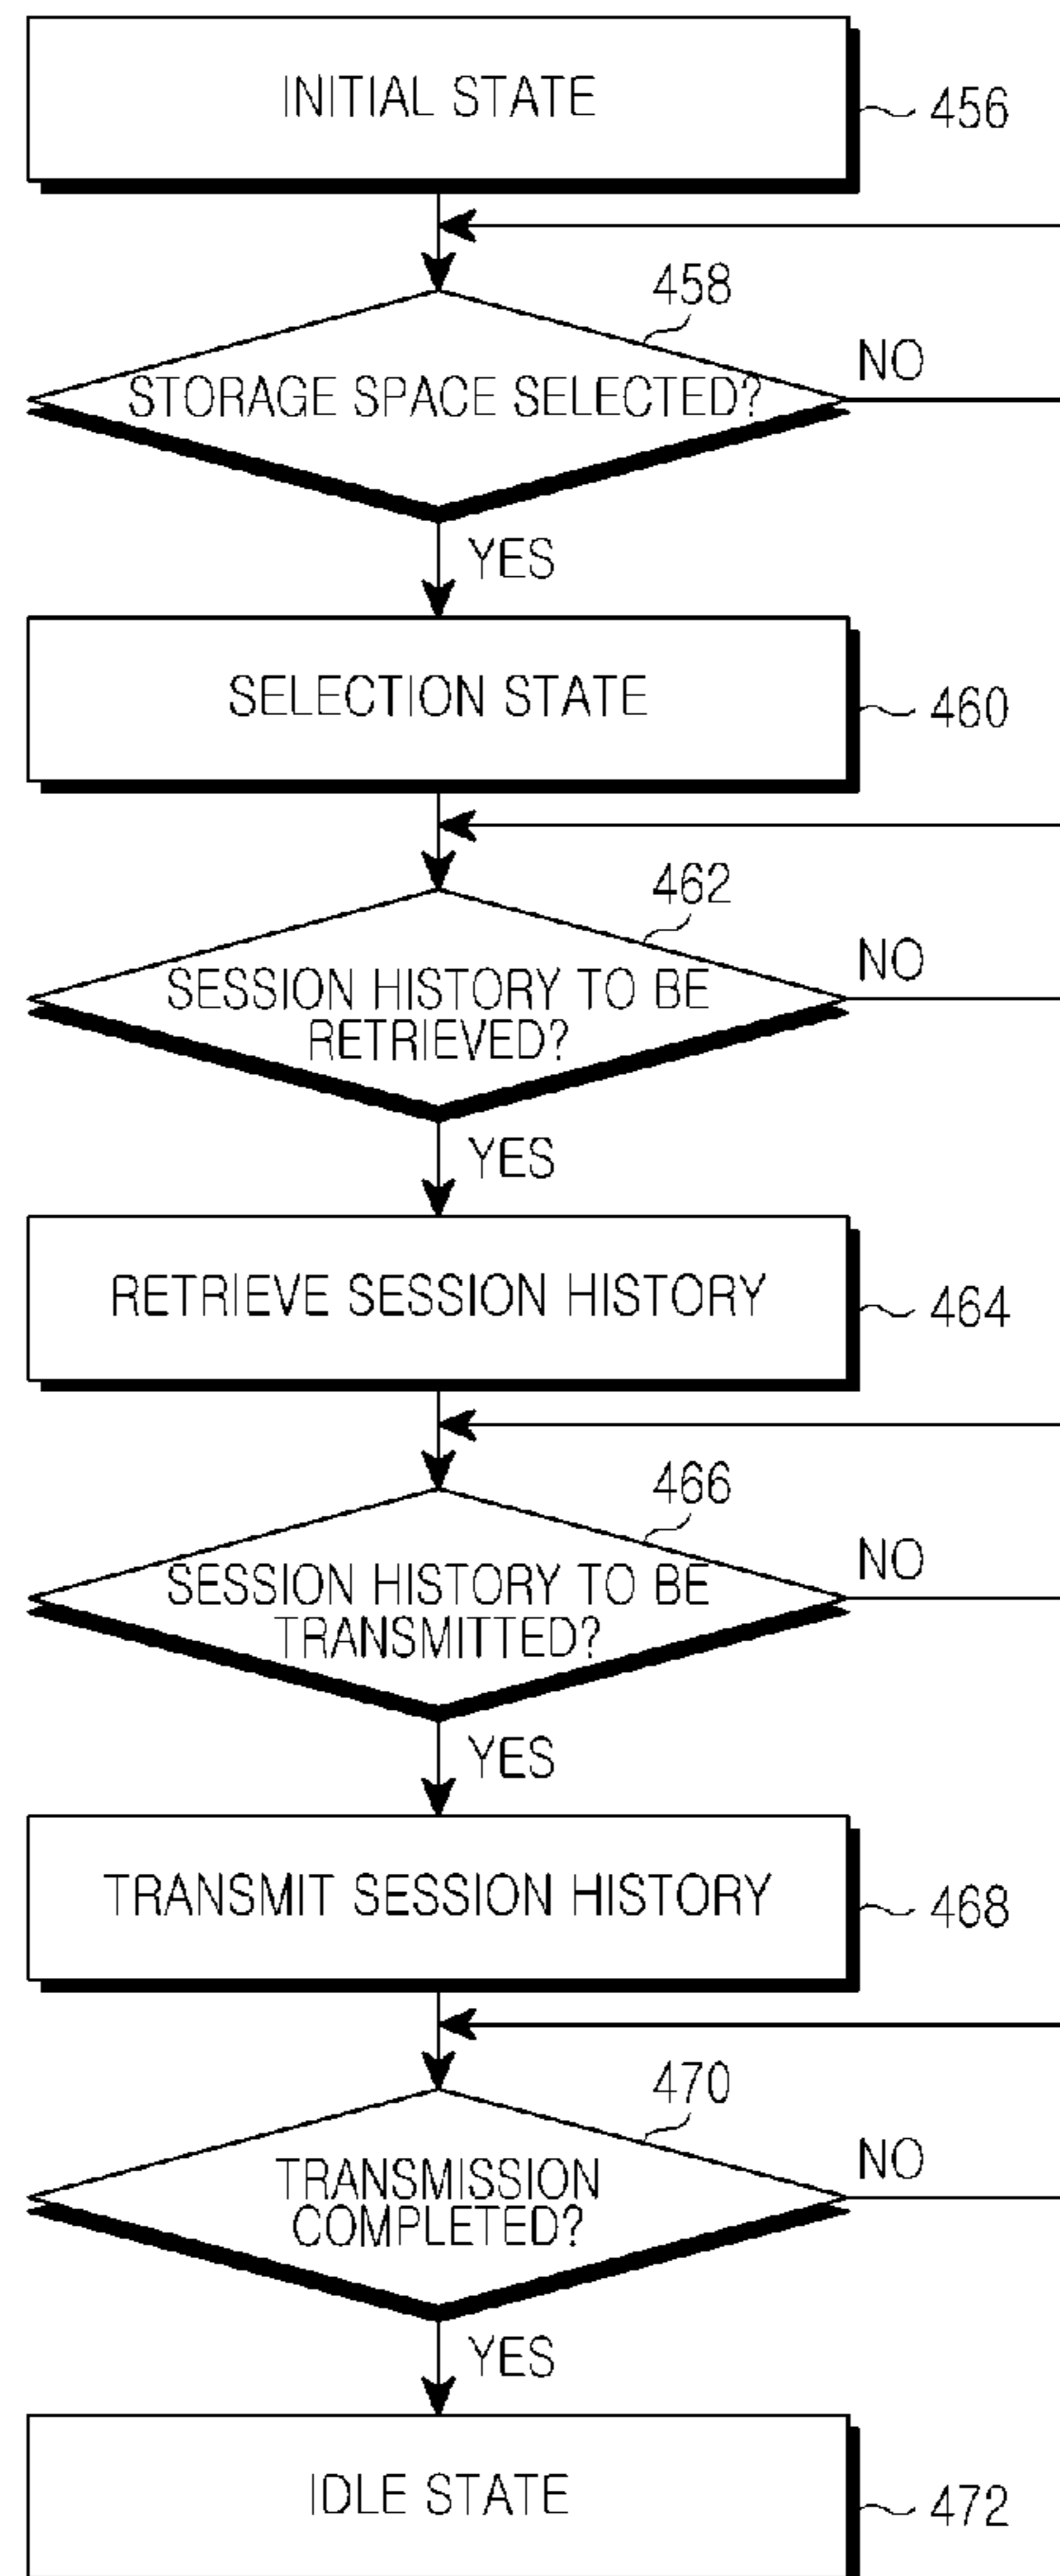 INITIAL STATE
456
458
STORAGE SPACE SELECTED?
NO
YES
SELECTION STATE
460
462
SESSION HISTORY TO BE
RETRIEVED?
NO
YES
RETRIEVE SESSION HISTORY
464
466
SESSION HISTORY TO BE
TRANSMITTED?
NO
YES
TRANSMIT SESSION HISTORY
468
470
TRANSMISSION
COMPLETED?
NO
YES
IDLE STATE
472